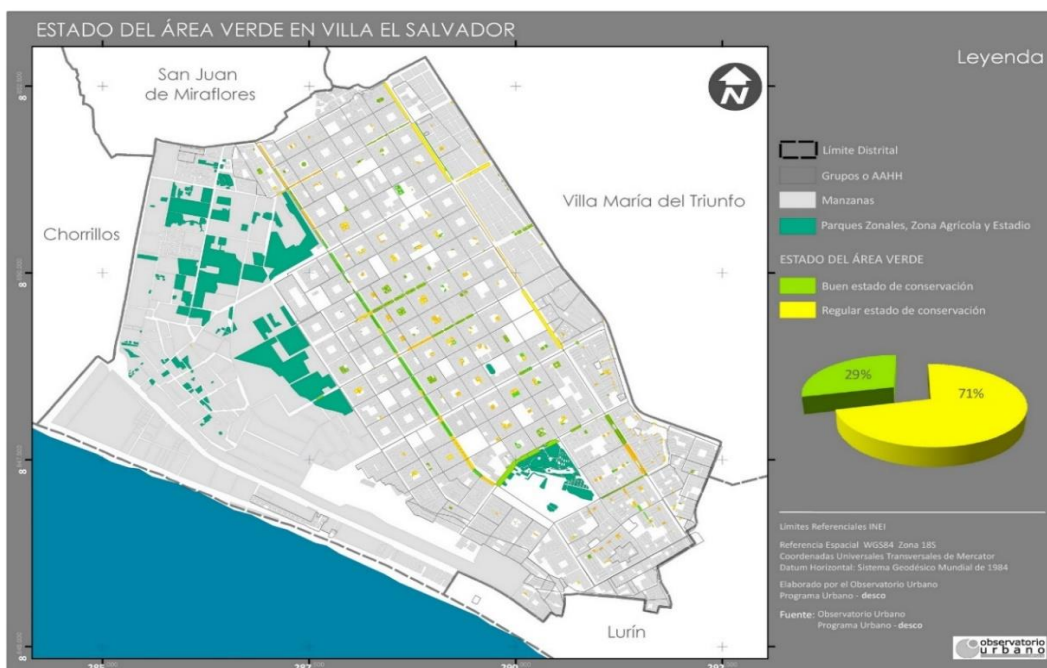 ESTADO DEL ÁREA VERDE EN VILLA EL SALVADOR
San Juan
de Miraflores
Chorrillos
Villa María del Triunfo
Lurín
N
Leyenda
Límite Distrital
Grupos o AAHH
Manzanas
Parques Zonales, Zona Agrícola y Estadio
ESTADO DEL ÁREA VERDE
Buen estado de conservación
Regular estado de conservación
29%
71%
Límites Referenciales INEI
Referencia Espacial WGS84 Zona 18S
Coordenadas Universales Transversales de Mercator
Datum Horizontal: Sistema Geodésico Mundial de 1984
Elaborado por el Observatorio Urbano
Programa Urbano - desco
Fuente: Observatorio Urbano
Programa Urbano - desco
observatorio
urbano